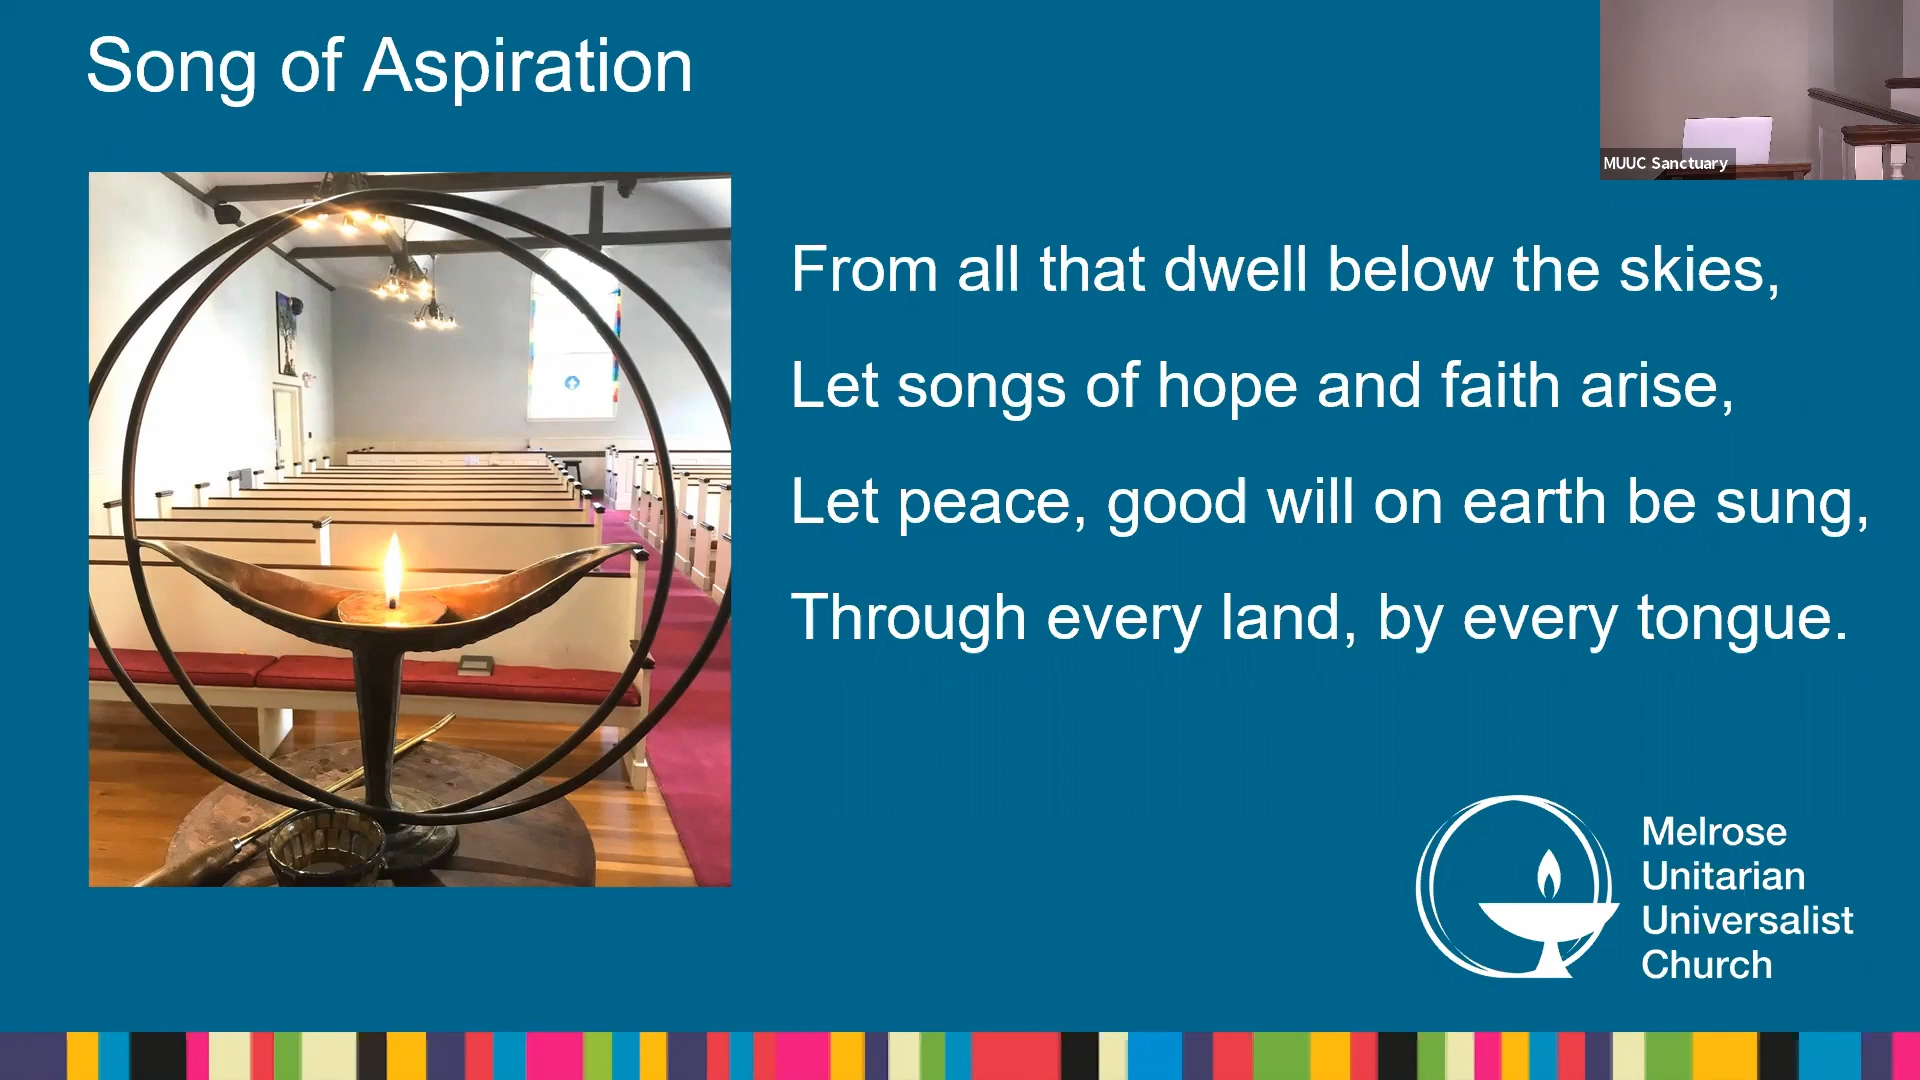 Song of Aspiration
MUUC Sanctuary
From all that dwell below the skies,
Let songs of hope and faith arise,
Let peace, good will on earth be sung,
Through every land, by every tongue.
Melrose
Unitarian
Universalist
Church